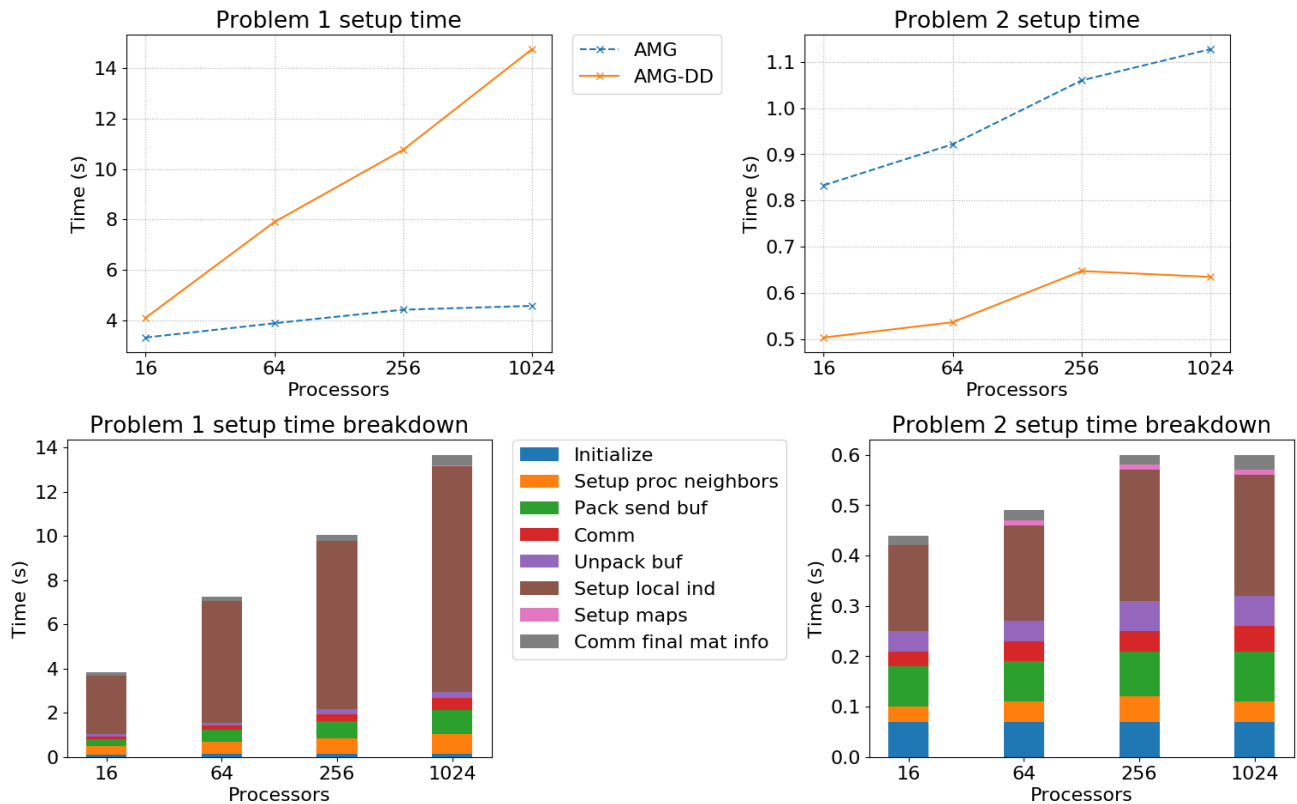 Problem 1 setup time
14
12
10
8
6
4
Time (s)
16 64 256 1024
Processors
AMG
AMG-DD
Problem 2 setup time
1.1
1.0
0.9
0.8
0.7
0.6
0.5
Time (s)
16 64 256 1024
Processors
Problem 1 setup time breakdown
14
12
10
8
6
4
2
0
Time (s)
16 64 256 1024
Processors
Initialize
Setup proc neighbors
Pack send buf
Comm
Unpack buf
Setup local ind
Setup maps
Comm final mat info
Problem 2 setup time breakdown
0.6
0.5
0.4
0.3
0.2
0.1
0.0
Time (s)
16 64 256 1024
Processors